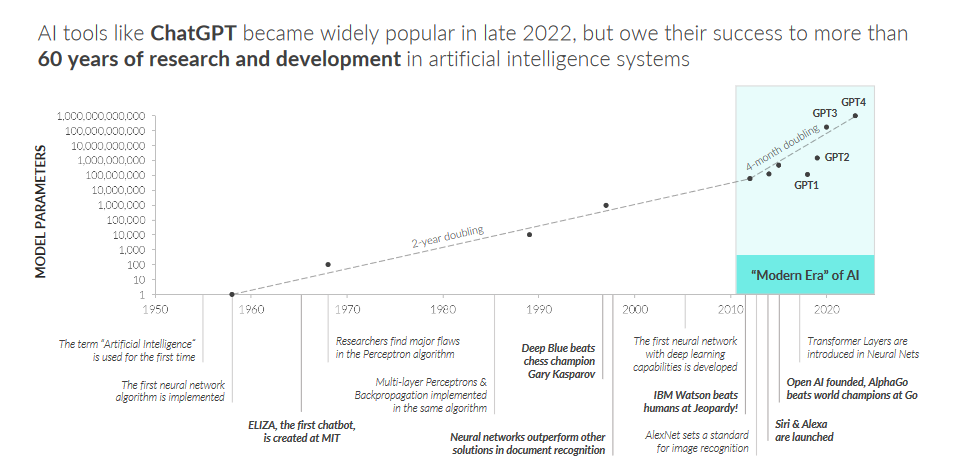 AI tools like ChatGPT became widely popular in late 2022, but owe their success to more than
60 years of research and development in artificial intelligence systems
MODEL PARAMETERS
1,000,000,000,000
100,000,000,000
10,000,000,000
1,000,000,000
100,000,000
10,000,000
1,000,000
100,000
10,000
1,000
100
10
1
2-year doubling
4-month doubling
GPT4
GPT3
GPT2
GPT1
"Modern Era" of AI
1950
1960
1970
1980
1990
2000
2010
2020
The term "Artificial Intelligence"
is used for the first time
The first neural network
algorithm is implemented
ELIZA, the first chatbot,
is created at MIT
Researchers find major flaws
in the Perceptron algorithm
Multi-layer Perceptrons &
Backpropagation implemented
in the same algorithm
Deep Blue beats
chess champion
Gary Kasparov
Neural networks outperform other
solutions in document recognition
The first neural network
with deep learning
capabilities is developed
IBM Watson beats
humans at Jeopardy!
AlexNet sets a standard
for image recognition
Siri & Alexa
are launched
Open AI founded, AlphaGo
beats world champions at Go
Transformer Layers are
introduced in Neural Nets